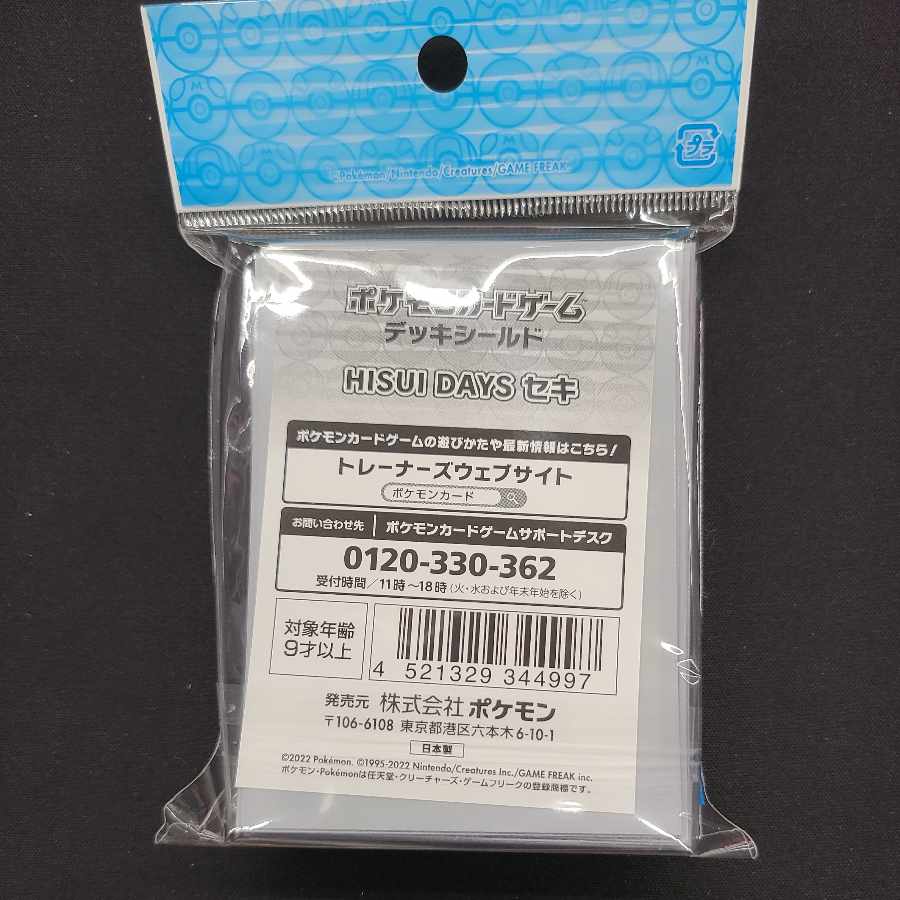 ©Pokémon/Nintendo/Creatures/GAME FREAK
プラ
ポケモンカードゲーム
デッキシールド
HISUI DAYS セキ
ポケモンカードゲームの遊びかたや最新情報はこちら!
トレーナーズウェブサイト
ポケモンカード
お問い合わせ先 ポケモンカードゲームサポートデスク
0120-330-362
受付時間/11時~18時(火・水および年末年始を除く)
対象年齢
9才以上
4 521329 344997
発売元 株式会社ポケモン
〒106-6108 東京都港区六本木6-10-1
日本製
©2022 Pokémon. ©1995-2022 Nintendo/Creatures Inc./GAME FREAK inc.
ポケモン・Pokémonは任天堂・クリーチャーズ・ゲームフリークの登録商標です。